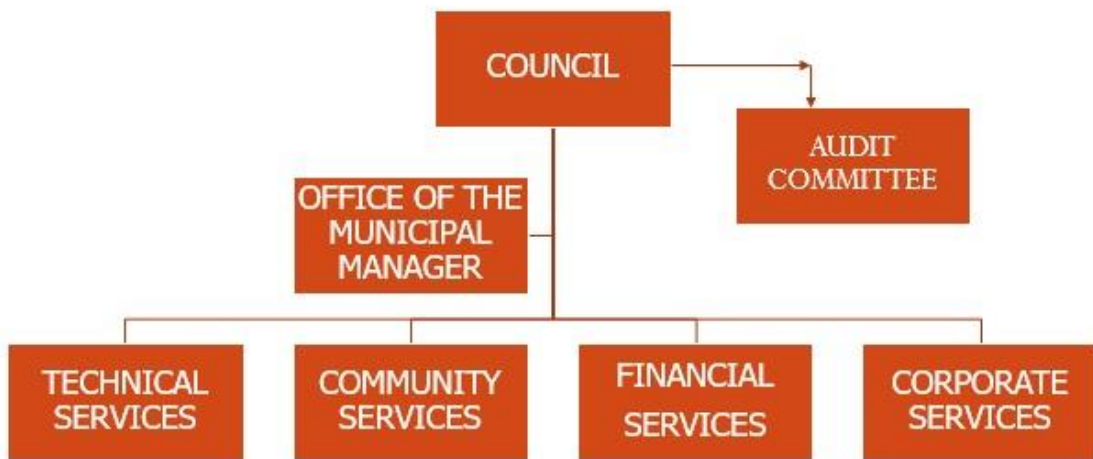 COUNCIL
AUDIT
COMMITTEE
OFFICE OF THE
MUNICIPAL
MANAGER
TECHNICAL
SERVICES
COMMUNITY
SERVICES
FINANCIAL
SERVICES
CORPORATE
SERVICES